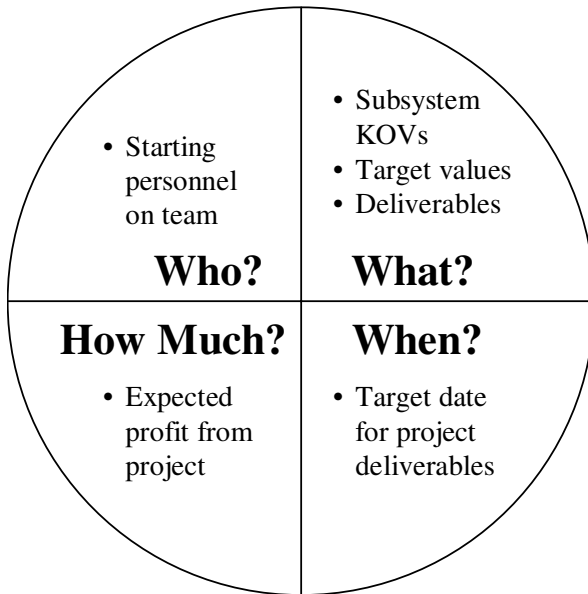 • Starting
personnel
on team
Who?
• Subsystem
KOVs
• Target values
• Deliverables
What?
How Much?
• Expected
profit from
project
When?
• Target date
for project
deliverables